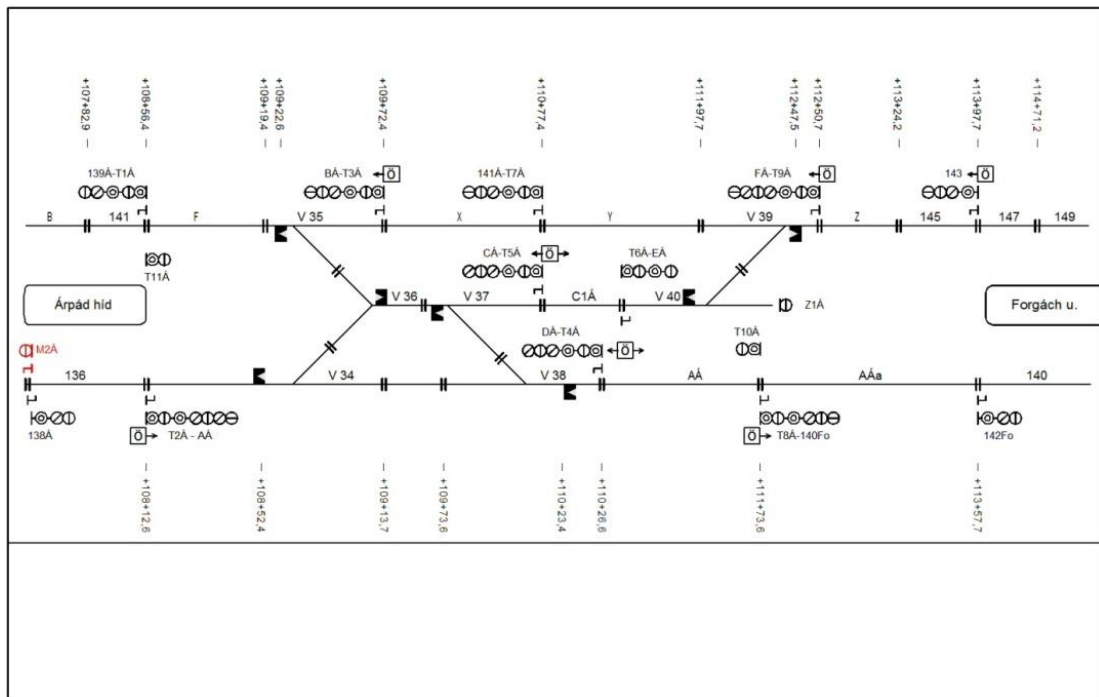 +107+82,9
+108+56,4
+109+19,4
+109+22,6
+109+72,4
+110+77,4
+111+97,7
+112+47,5
+112+50,7
+113+24,2
+113+97,7
+114+71,2
139Á-T1Á
BÁ-T3Á
Ö
141Á-T7Á
FÁ-T9Á
Ö
143
Ö
B
141
F
V 35
X
Y
V 39
Z
145
147
149
T11Á
CÁ-T5Á
Ö
T6Á-EÁ
Árpád híd
V 36
V 37
C1Á
V 40
Z1Á
Forgách u.
M2Á
DÁ-T4Á
Ö
T10Á
136
V 34
V 38
AÁ
AÁa
140
138Á
Ö
T2Á - AÁ
Ö
T8Á-140Fo
142Fo
+108+12,6
+108+52,4
+109+13,7
+109+73,6
+110+23,4
+110+26,6
+111+73,6
+113+57,7